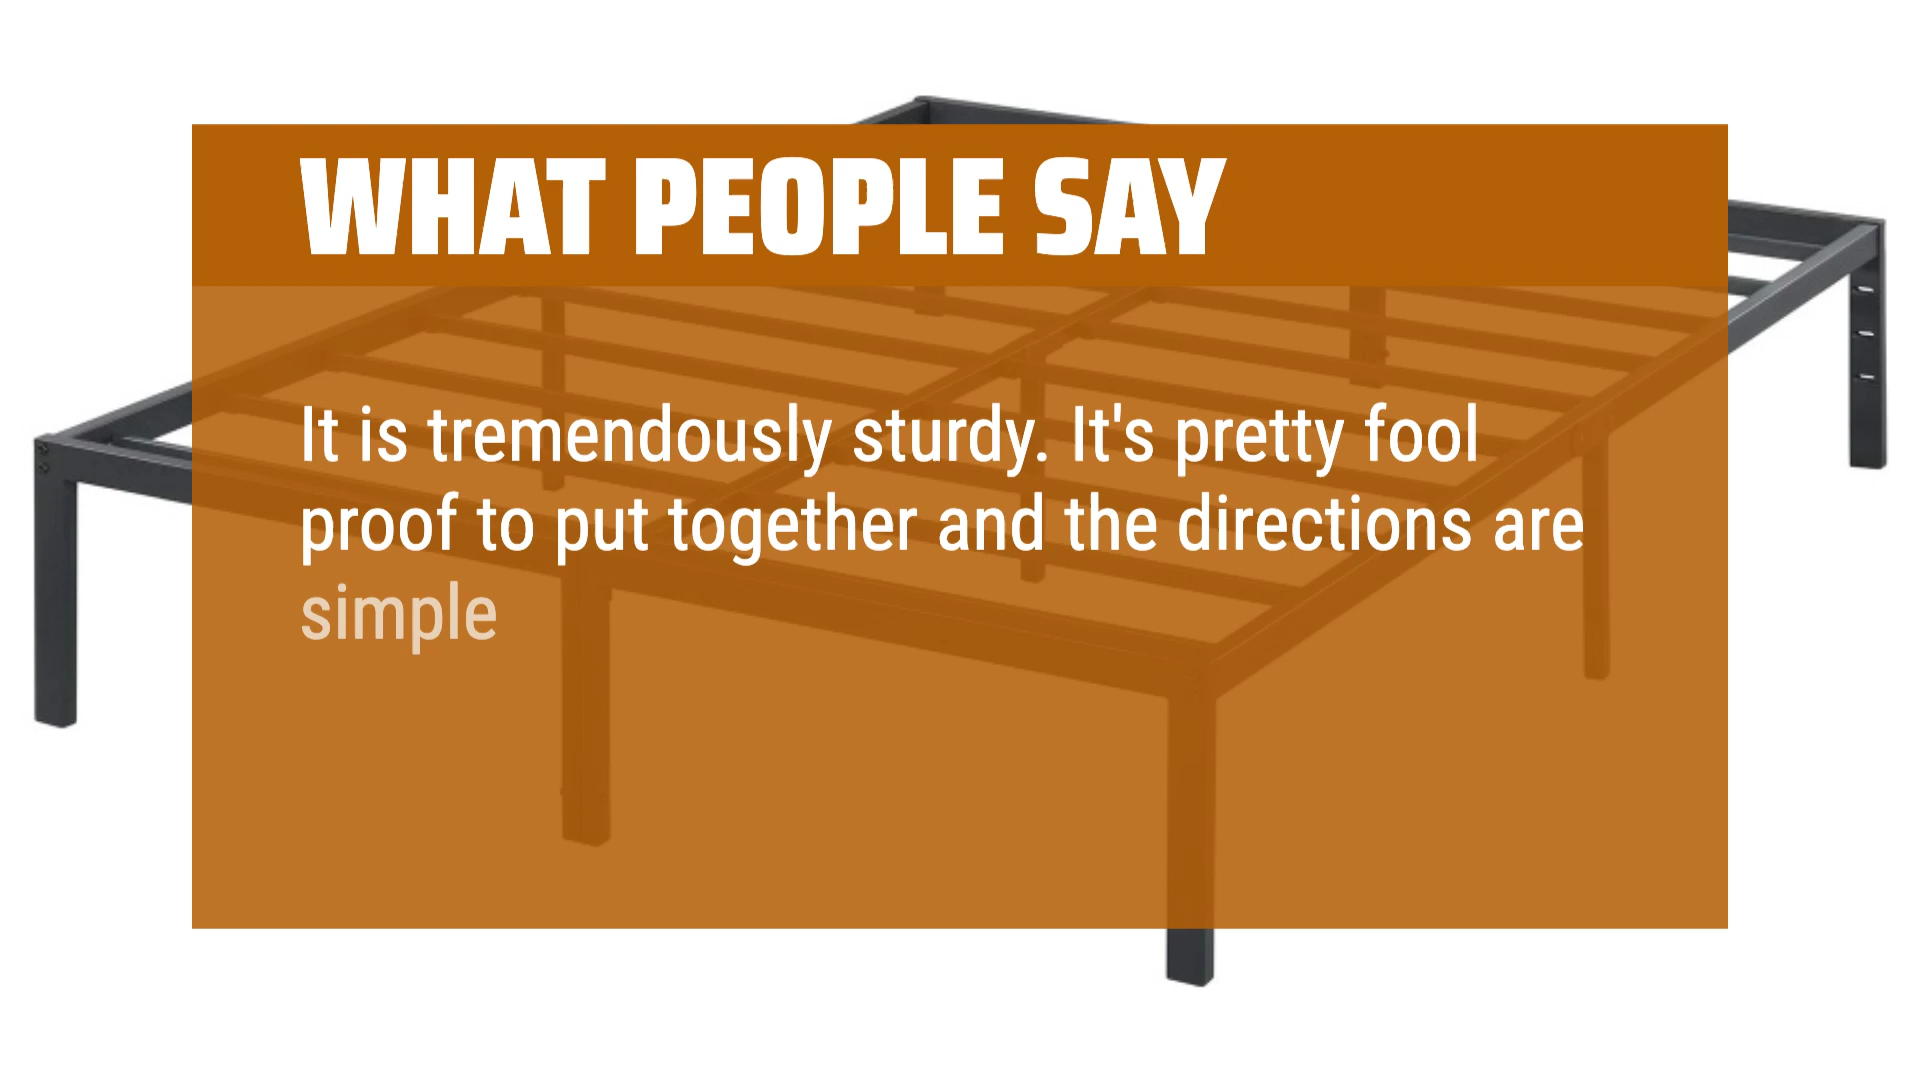 WHAT PEOPLE SAY
It is tremendously sturdy. It's pretty fool
proof to put together and the directions are
simple